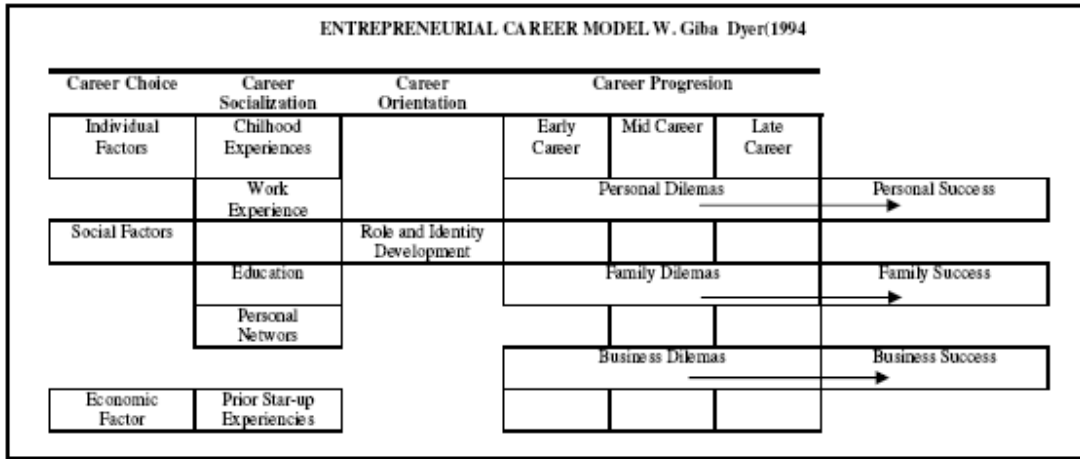 ENTREPRENEURIAL CAREER MODEL W. Giba Dyer(1994
Career Choice Career Career Career Progresion
Socialization Orientation
Individual Chilhood Early Mid Career Late
Factors Experiences Career Career
Work Personal Dilemas Personal Success
Experience
Social Factors Role and Identity
Development
Education Family Dilemas Family Success
Personal
Networs
Business Dilemas Business Success
Economic Prior Star-up
Factor Experiencies